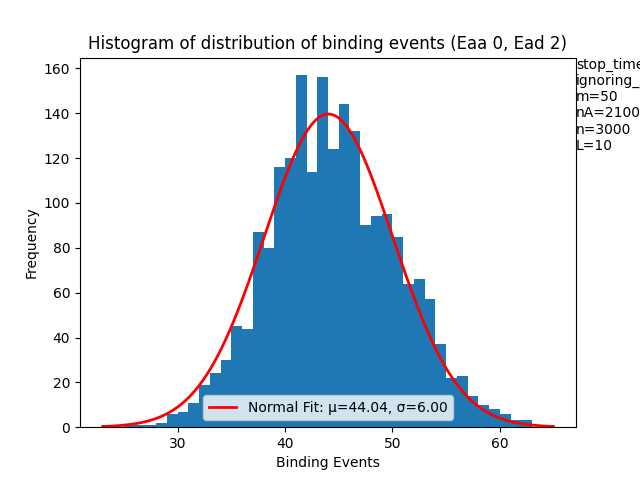 Histogram of distribution of binding events (Eaa 0, Ead 2)
stop_time
ignoring_
m=50
nA=2100
n=3000
L=10
160
140
120
100
80
60
40
20
0
Frequency
Normal Fit: μ=44.04, σ=6.00
30
40
50
60
Binding Events